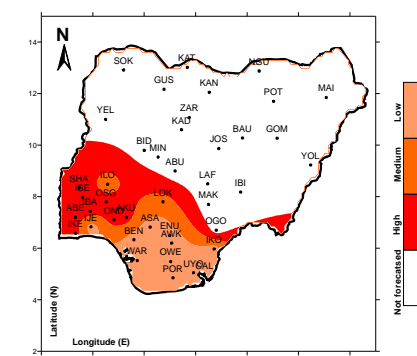 N
14
12
10
8
6
4
2
SOK
KAT
NGU
GUS
KAN
MAI
POT
YEL
ZAR
KAD
BAU
GOM
BID
MIN
JOS
ABU
YOL
SHA
ILO
LAF
ISE
OSG
LOK
MAK
IBI
ABE
IBA
OND
AKU
IKE
IJE
ASA
BEN
ENU
AWK
OGO
IKO
WAR
OWE
POR
UYO
CAL
Latitude (N)
Longitude (E)
Low
Medium
High
Not forecatsed